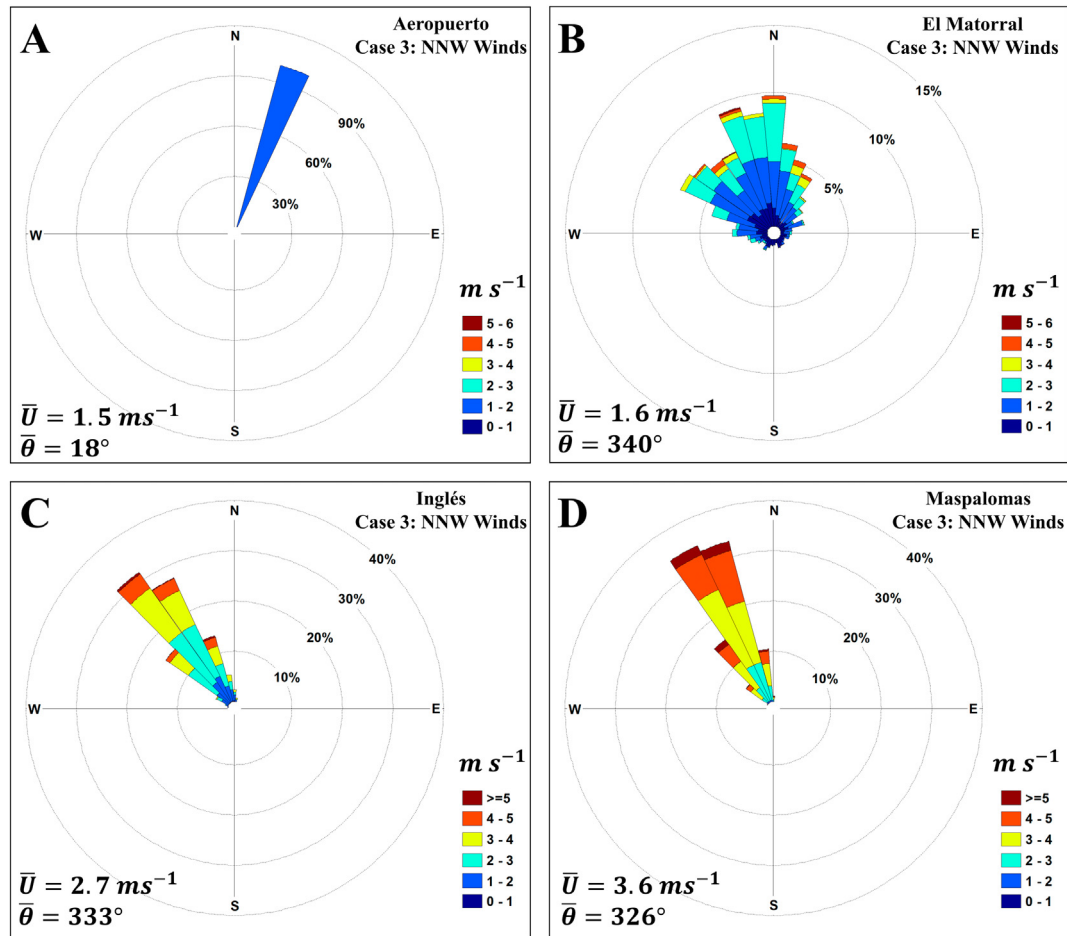 A
Aeropuerto
Case 3: NNW Winds
N
90%
60%
30%
W
E
S
m s⁻¹
5 - 6
4 - 5
3 - 4
2 - 3
1 - 2
0 - 1
U̅ = 1.5 ms⁻¹
θ̅ = 18°
B
El Matorral
Case 3: NNW Winds
N
15%
10%
5%
W
E
S
m s⁻¹
5 - 6
4 - 5
3 - 4
2 - 3
1 - 2
0 - 1
U̅ = 1.6 ms⁻¹
θ̅ = 340°
C
Inglés
Case 3: NNW Winds
N
40%
30%
20%
10%
W
E
S
m s⁻¹
>=5
4 - 5
3 - 4
2 - 3
1 - 2
0 - 1
U̅ = 2.7 ms⁻¹
θ̅ = 333°
D
Maspalomas
Case 3: NNW Winds
N
40%
30%
20%
10%
W
E
S
m s⁻¹
>=5
4 - 5
3 - 4
2 - 3
1 - 2
0 - 1
U̅ = 3.6 ms⁻¹
θ̅ = 326°